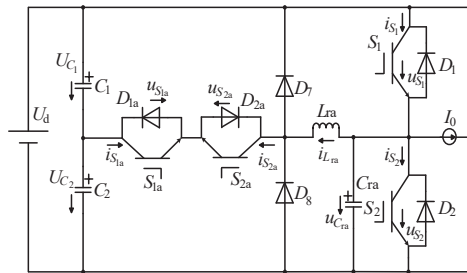 i_{S_1}
S_1
D_1
U_{C_1}
C_1
u_{S_1}
D_{1a}
u_{S_{1a}}
u_{S_{2a}}
D_{2a}
D_7
U_d
L_{ra}
I_0
i_{S_{1a}}
S_{1a}
S_{2a}
i_{S_{2a}}
i_{L_{ra}}
i_{S_2}
U_{C_2}
C_2
D_8
C_{ra}
S_2
D_2
u_{C_{ra}}
u_{S_2}